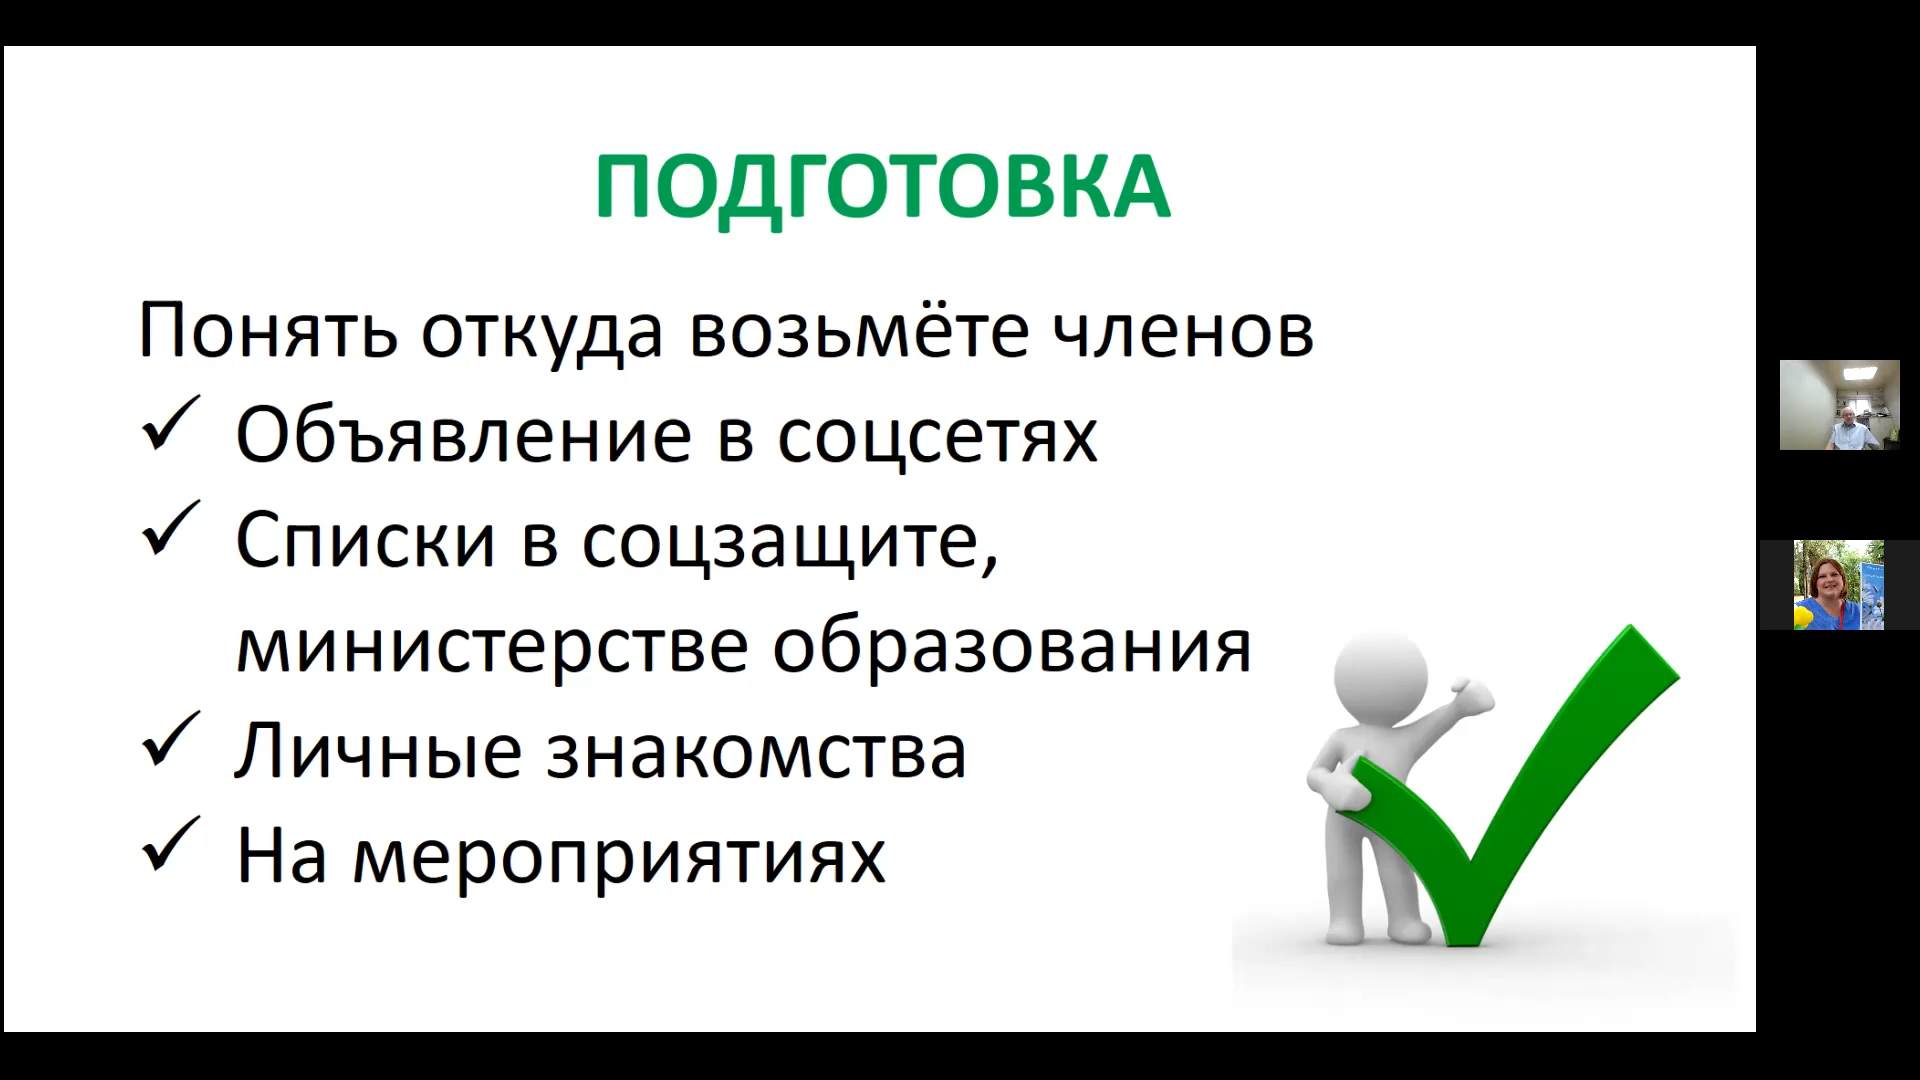 ПОДГОТОВКА
Понять откуда возьмёте членов
✓ Объявление в соцсетях
✓ Списки в соцзащите,
министерстве образования
✓ Личные знакомства
✓ На мероприятиях